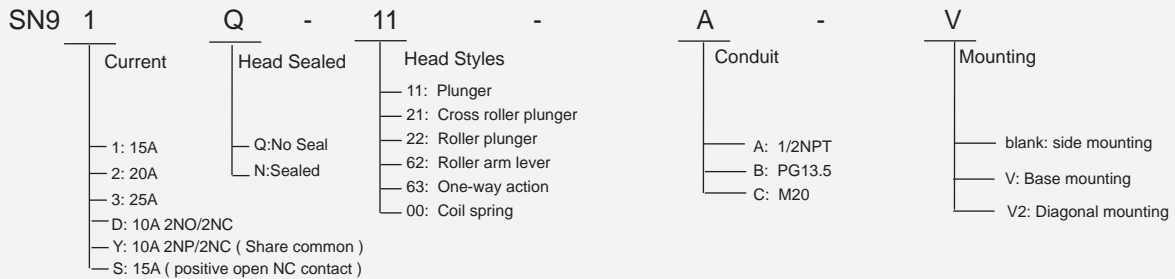 SN9 1 Q - 11 - A - V
Current
Head Sealed
Head Styles
Conduit
Mounting
1: 15A
2: 20A
3: 25A
D: 10A 2NO/2NC
Y: 10A 2NP/2NC ( Share common )
S: 15A ( positive open NC contact )
Q:No Seal
N:Sealed
11: Plunger
21: Cross roller plunger
22: Roller plunger
62: Roller arm lever
63: One-way action
00: Coil spring
A: 1/2NPT
B: PG13.5
C: M20
blank: side mounting
V: Base mounting
V2: Diagonal mounting